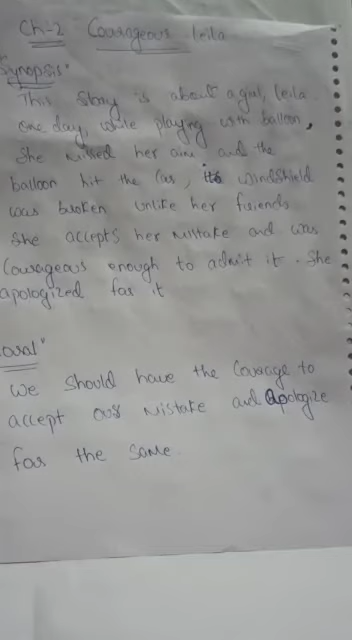 Ch-2 Courageous leila
Synopsis"
This story is about a girl, leila.
one day, while playing with balloon,
She missed her aim and the
balloon hit the Car, its windshield
was broken unlike her friends
She accepts her mistake and was
Courageous enough to admit it. She
apologized for it
oral"
We should have the Courage to
accept our mistake and Apologize
for the same.